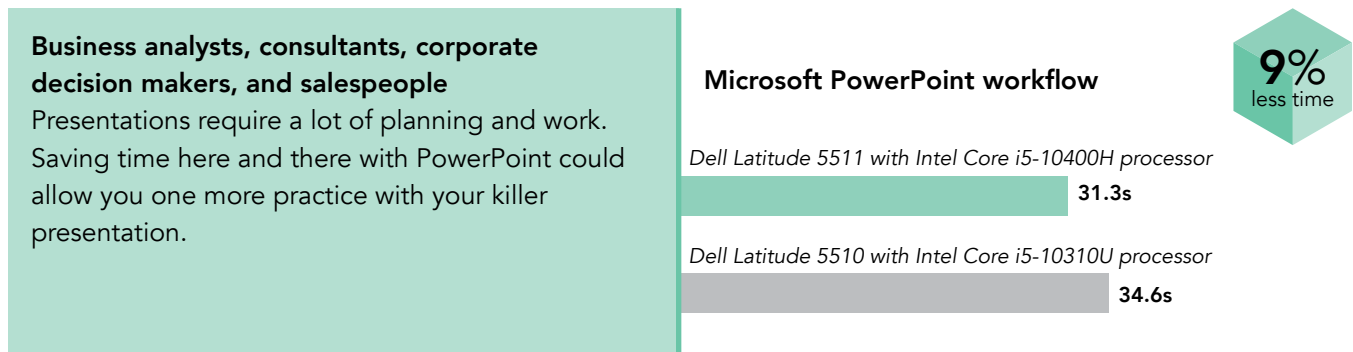 Business analysts, consultants, corporate
decision makers, and salespeople
Presentations require a lot of planning and work.
Saving time here and there with PowerPoint could
allow you one more practice with your killer
presentation.
Microsoft PowerPoint workflow
9%
less time
Dell Latitude 5511 with Intel Core i5-10400H processor
31.3s
Dell Latitude 5510 with Intel Core i5-10310U processor
34.6s